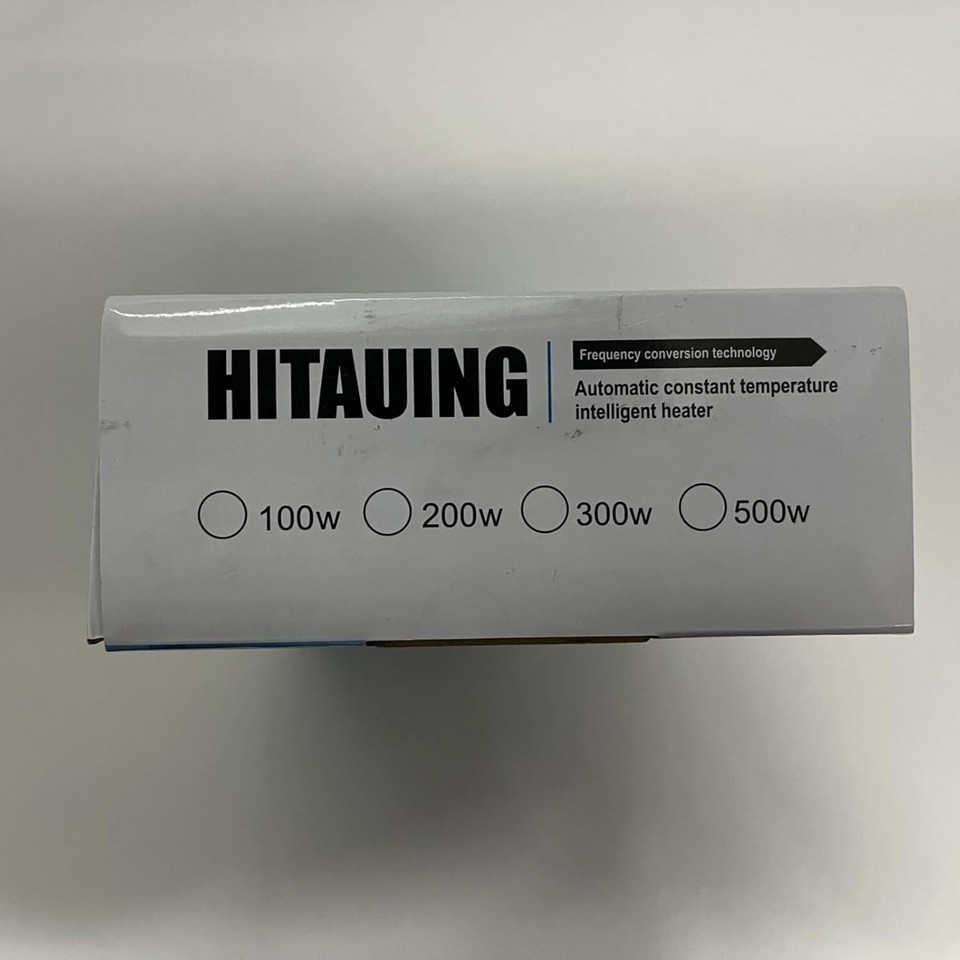 HITAUING
Frequency conversion technology
Automatic constant temperature
intelligent heater
100w 200w 300w 500w